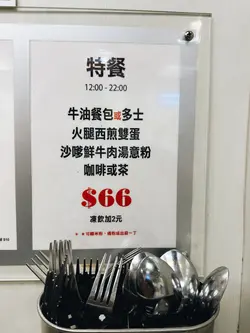 特餐
12:00 - 22:00
牛油餐包或多士
火腿西煎雙蛋
沙嗲鮮牛肉湯意粉
咖啡或茶
$66
凍飲加2元